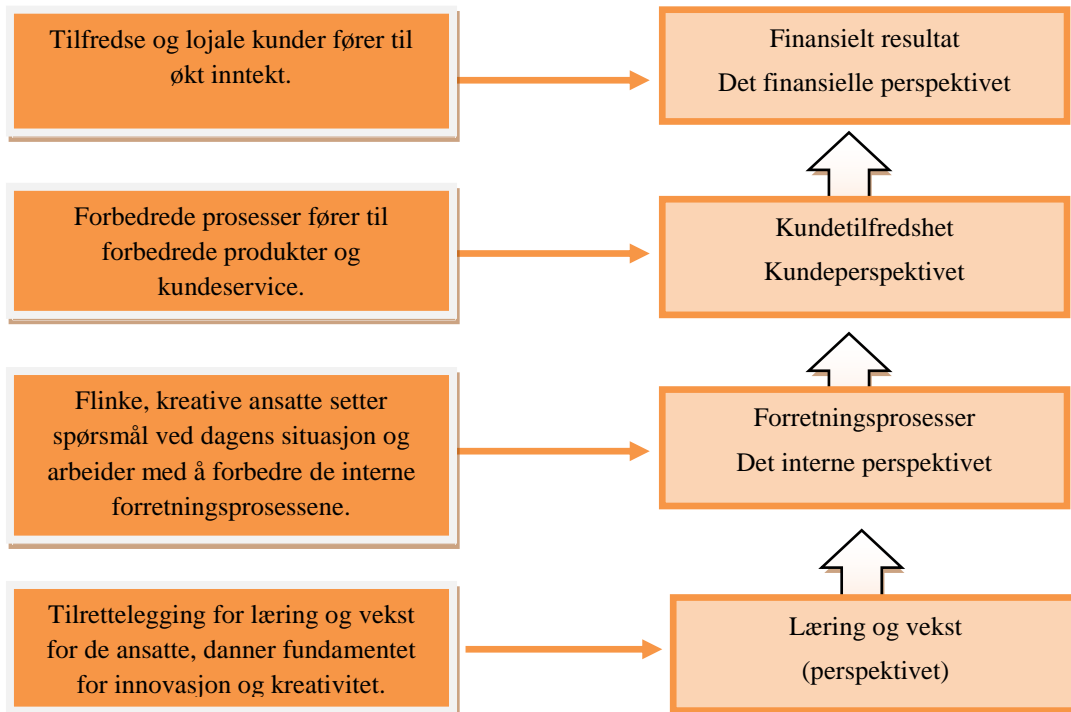 Tilfredse og lojale kunder fører til
økt inntekt.
Finansielt resultat
Det finansielle perspektivet
Forbedrede prosesser fører til
forbedrede produkter og
kundeservice.
Kundetilfredshet
Kundeperspektivet
Flinke, kreative ansatte setter
spørsmål ved dagens situasjon og
arbeider med å forbedre de interne
forretningsprosessene.
Forretningsprosesser
Det interne perspektivet
Tilrettelegging for læring og vekst
for de ansatte, danner fundamentet
for innovasjon og kreativitet.
Læring og vekst
(perspektivet)